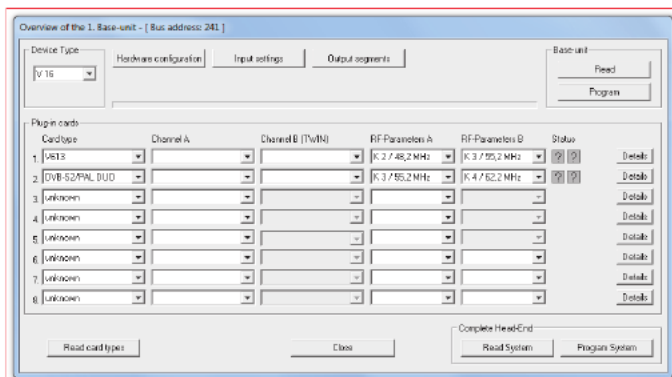 Overview of the 1. Base-unit - [ Bus address: 241 ]
Device Type
Base-unit
Hardware configuration Input settings Output segments
Read
V 16
Program
Plug-in cards
Card type Channel A Channel B (TWIN) RF-Parameters A RF-Parameters B Status
1. V613 K 2 / 48,2 MHz K 3 / 55,2 MHz ? ? Details
2. DVB-S2/PAL DUO K 3 / 55,2 MHz K 4 / 62,2 MHz ? ? Details
3. unknown Details
4. unknown Details
5. unknown Details
6. unknown Details
7. unknown Details
8. unknown Details
Complete Head-End
Read card types Close Read System Program System